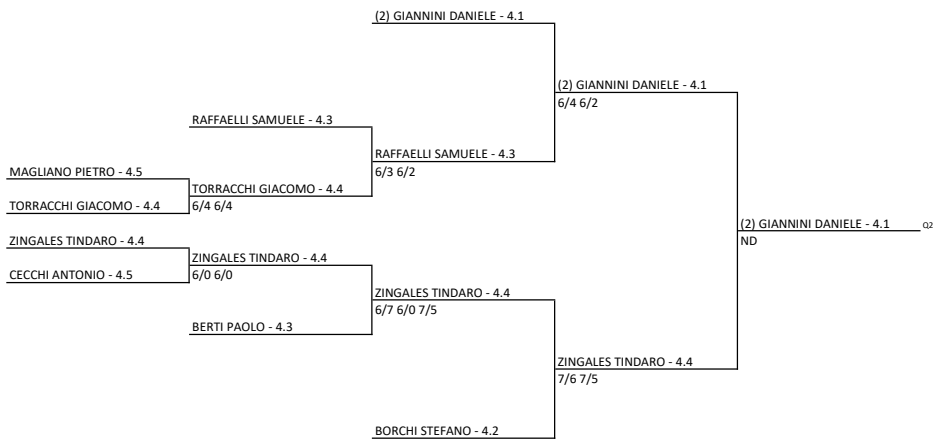 (2) GIANNINI DANIELE - 4.1
(2) GIANNINI DANIELE - 4.1
6/4 6/2
RAFFAELLI SAMUELE - 4.3
RAFFAELLI SAMUELE - 4.3
6/3 6/2
MAGLIANO PIETRO - 4.5
TORRACCHI GIACOMO - 4.4
TORRACCHI GIACOMO - 4.4
6/4 6/4
(2) GIANNINI DANIELE - 4.1 Q2
ND
ZINGALES TINDARO - 4.4
ZINGALES TINDARO - 4.4
CECCHI ANTONIO - 4.5
6/0 6/0
ZINGALES TINDARO - 4.4
6/7 6/0 7/5
BERTI PAOLO - 4.3
ZINGALES TINDARO - 4.4
7/6 7/5
BORCHI STEFANO - 4.2